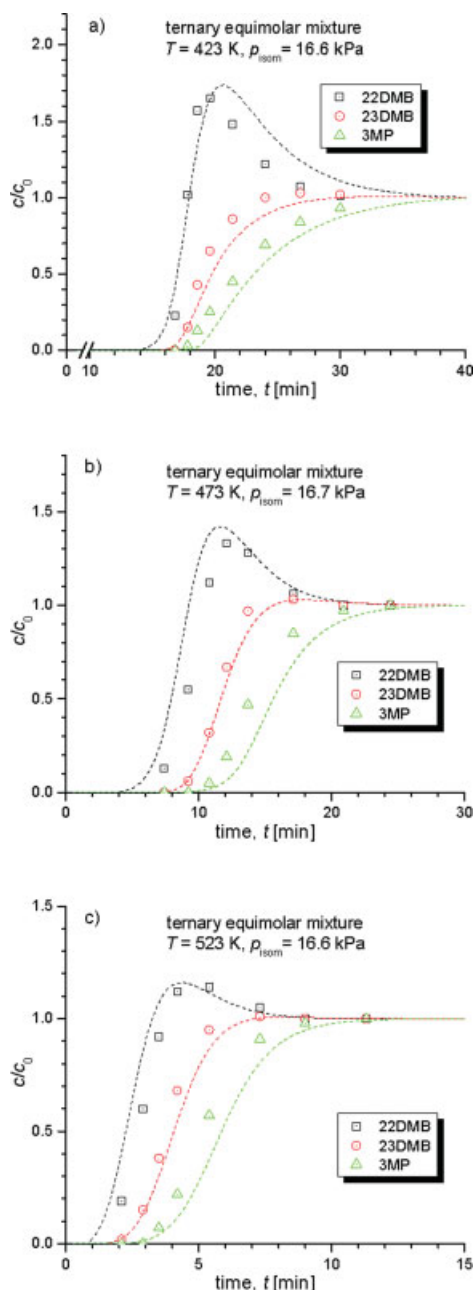 a)
ternary equimolar mixture
T = 423 K, p_isom = 16.6 kPa
22DMB
23DMB
3MP
2.0
1.5
1.0
0.5
0.0
c/c₀
0 10 20 30 40
time, t [min]
b)
ternary equimolar mixture
T = 473 K, p_isom = 16.7 kPa
1.5
1.0
0.5
0.0
c/c₀
22DMB
23DMB
3MP
0 10 20 30
time, t [min]
c)
ternary equimolar mixture
T = 523 K, p_isom = 16.6 kPa
1.5
1.0
0.5
0.0
c/c₀
22DMB
23DMB
3MP
0 5 10 15
time, t [min]